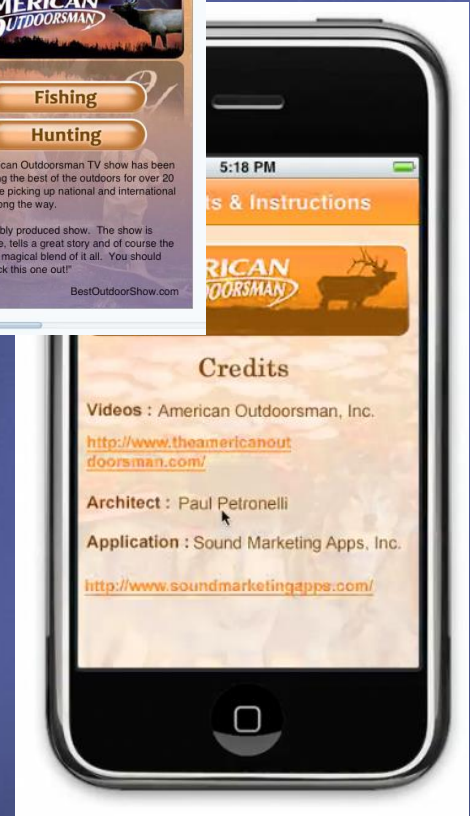 AMERICAN
OUTDOORSMAN
Fishing
Hunting
can Outdoorsman TV show has been
ng the best of the outdoors for over 20
e picking up national and international
ong the way.
bly produced show. The show is
e, tells a great story and of course the
magical blend of it all. You should
ck this one out!"
BestOutdoorShow.com
5:18 PM
ts & Instructions
RICAN
DOORSMAN
Credits
Videos : American Outdoorsman, Inc.
http://www.theamericanout
doorsman.com/
Architect : Paul Petronelli
Application : Sound Marketing Apps, Inc.
http://www.soundmarketingapps.com/